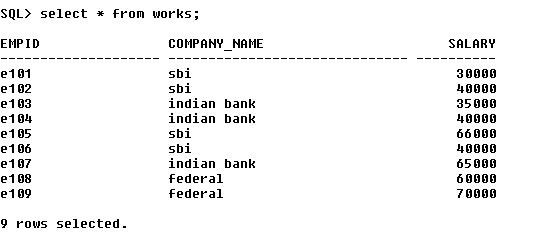 SQL> select * from works;
EMPID COMPANY_NAME SALARY
-------------------- ------------------------------ ----------
e101 sbi 30000
e102 sbi 40000
e103 indian bank 35000
e104 indian bank 40000
e105 sbi 66000
e106 sbi 40000
e107 indian bank 65000
e108 federal 60000
e109 federal 70000
9 rows selected.